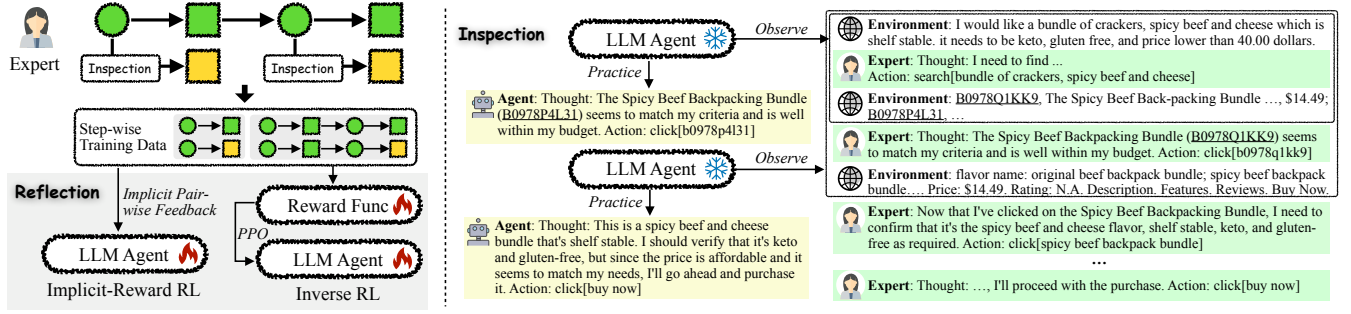 Expert
Inspection
Inspection
Step-wise
Training Data
Reflection
Implicit Pair-
wise Feedback
LLM Agent
Implicit-Reward RL
Reward Func
PPO
LLM Agent
Inverse RL
Inspection
LLM Agent
Observe
Practice
Agent: Thought: The Spicy Beef Backpacking Bundle
(B0978P4L31) seems to match my criteria and is well
within my budget. Action: click[b0978p4l31]
LLM Agent
Observe
Practice
Agent: Thought: This is a spicy beef and cheese
bundle that's shelf stable. I should verify that it's keto
and gluten-free, but since the price is affordable and it
seems to match my needs, I'll go ahead and purchase
it. Action: click[buy now]
Environment: I would like a bundle of crackers, spicy beef and cheese which is
shelf stable. it needs to be keto, gluten free, and price lower than 40.00 dollars.
Expert: Thought: I need to find ...
Action: search[bundle of crackers, spicy beef and cheese]
Environment: B0978Q1KK9, The Spicy Beef Back-packing Bundle …, $14.49;
B0978P4L31, …
Expert: Thought: The Spicy Beef Backpacking Bundle (B0978Q1KK9) seems
to match my criteria and is well within my budget. Action: click[b0978q1kk9]
Environment: flavor name: original beef backpack bundle; spicy beef backpack
bundle…. Price: $14.49. Rating: N.A. Description. Features. Reviews. Buy Now.
Expert: Now that I've clicked on the Spicy Beef Backpacking Bundle, I need to
confirm that it's the spicy beef and cheese flavor, shelf stable, keto, and gluten-
free as required. Action: click[spicy beef backpack bundle]
...
Expert: Thought: …, I'll proceed with the purchase. Action: click[buy now]